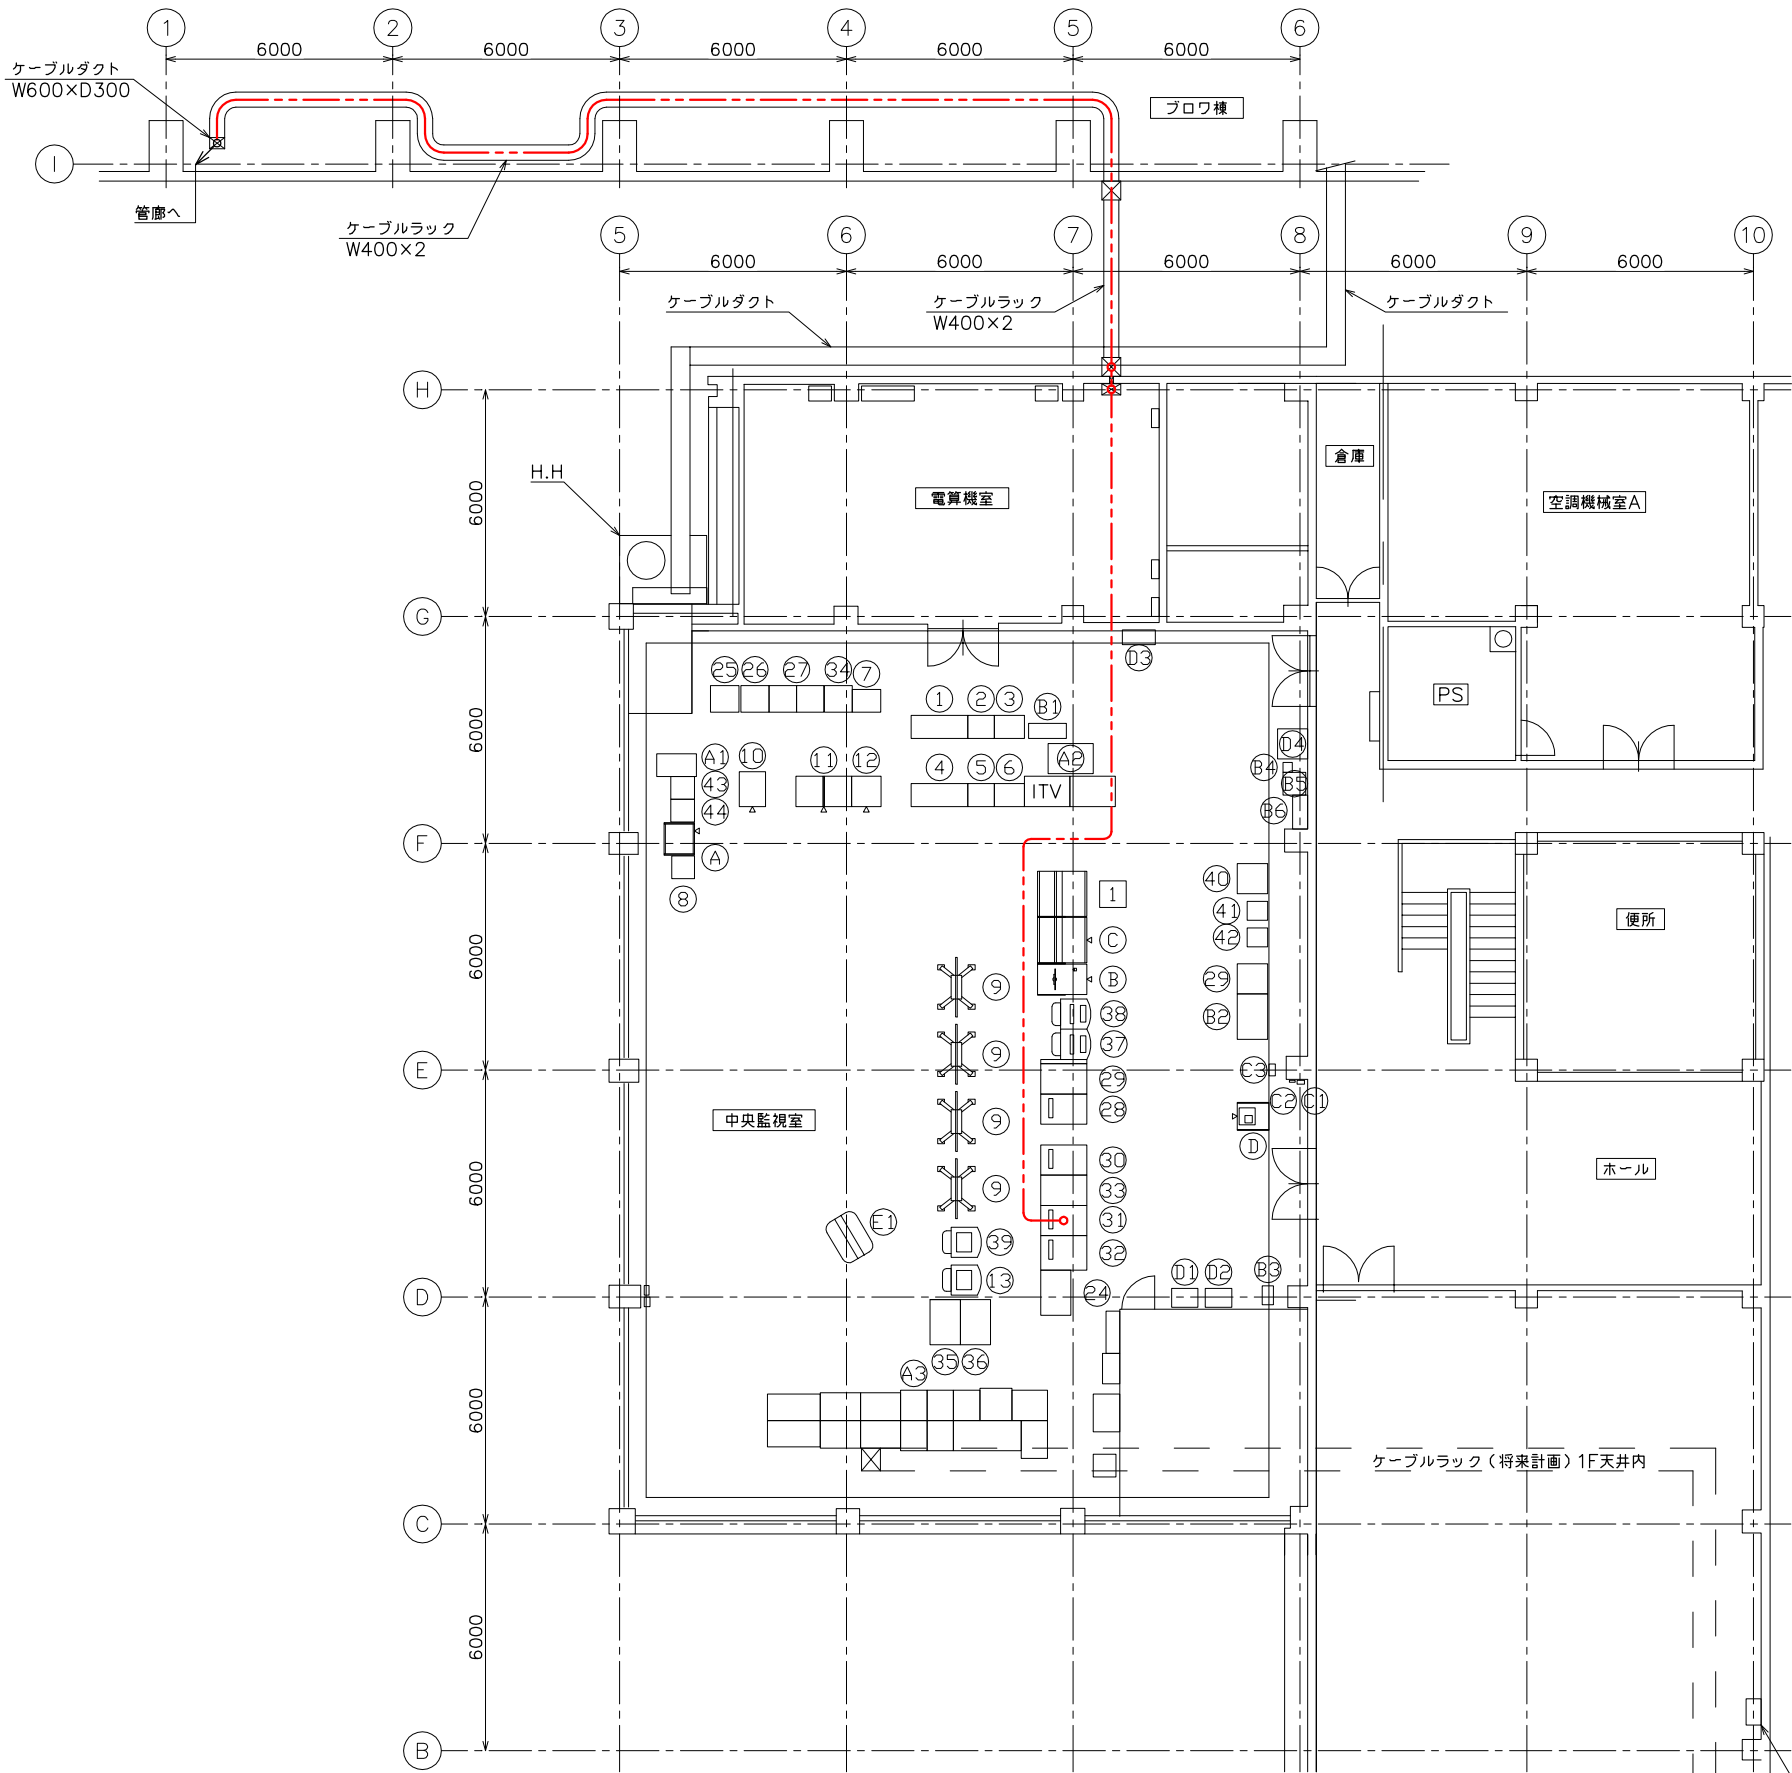 1 2 3 4 5 6
6000 6000 6000 6000 6000
ケーブルダクト
W600×D300
ブロワ棟
I
管廊へ
ケーブルラック
W400×2
5 6 7 8 9 10
6000 6000 6000 6000 6000
ケーブルダクト
ケーブルラック
W400×2
ケーブルダクト
H
倉庫
H.H
電算機室
空調機械室A
6000
G
D3
25 26 27 34 7
PS
1 2 3 B1
6000
D4
A1 10 11 12 4 5 6 A2 B4
43
ITV
B5
44
B6
F
A
8
40
1
41
便所
42
C
6000
9
B
29
38
B2
37
9
E
C3
29
28
C2 C1
中央監視室
9
D
30
ホール
33
9
6000
31
E1
39
32
13
D1 D2 B3
24
D
35 36
A3
6000
ケーブルラック（将来計画）1F天井内
C
6000
B